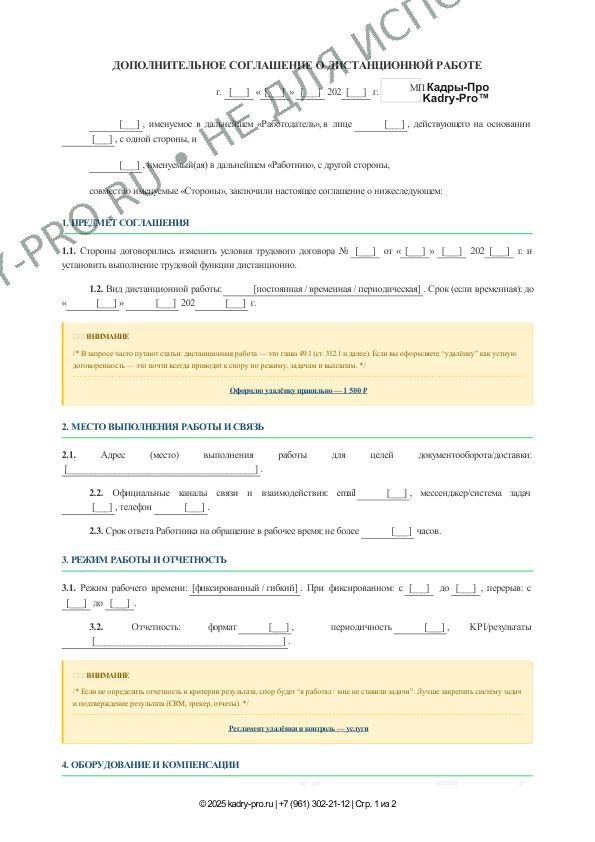 ДОПОЛНИТЕЛЬНОЕ СОГЛАШЕНИЕ О ДИСТАНЦИОННОЙ РАБОТЕ
г. [___] « [___] » [___] 202 [___] г. МП Кадры-Про
Kadry-Pro™
[___] , именуемое в дальнейшем «Работодатель», в лице [___] , действующего на основании
[___] , с одной стороны, и
[___] , именуемый(ая) в дальнейшем «Работник», с другой стороны,
совместно именуемые «Стороны», заключили настоящее соглашение о нижеследующем:
1. ПРЕДМЕТ СОГЛАШЕНИЯ
1.1. Стороны договорились изменить условия трудового договора № [___] от « [___] » [___] 202 [___] г. и
установить выполнение трудовой функции дистанционно.
1.2. Вид дистанционной работы: [постоянная / временная / периодическая] . Срок (если временная): до
« [___] » [___] 202 [___] г.
ВНИМАНИЕ
/* В запросе часто путают статьи: дистанционная работа — это глава 49.1 (ст. 312.1 и далее). Если вы оформляете “удалёнку” как устную
договоренность — это почти всегда приводит к спору по режиму, задачам и выплатам. */
Оформлю удалёнку правильно — 1 500 ₽
2. МЕСТО ВЫПОЛНЕНИЯ РАБОТЫ И СВЯЗЬ
2.1. Адрес (место) выполнения работы для целей документооборота/доставки:
[______________________________________] .
2.2. Официальные каналы связи и взаимодействия: email [___] , мессенджер/система задач
[___] , телефон [___] .
2.3. Срок ответа Работника на обращение в рабочее время: не более [___] часов.
3. РЕЖИМ РАБОТЫ И ОТЧЕТНОСТЬ
3.1. Режим рабочего времени: [фиксированный / гибкий] . При фиксированном: с [___] до [___] , перерыв: с
[___] до [___] .
3.2. Отчетность: формат [___] , периодичность [___] , KPI/результаты
[______________________________________] .
ВНИМАНИЕ
/* Если не определить отчетность и критерии результата, спор будет “я работал / мне не ставили задачи”. Лучше закрепить систему задач
и подтверждение результата (CRM, трекер, отчеты). */
Регламент удалёнки и контроль — услуги
4. ОБОРУДОВАНИЕ И КОМПЕНСАЦИИ
© 2025 kadry-pro.ru | +7 (961) 302-21-12 | Стр. 1 из 2
Y-PRO.RU • НЕ ДЛЯ ИСПО